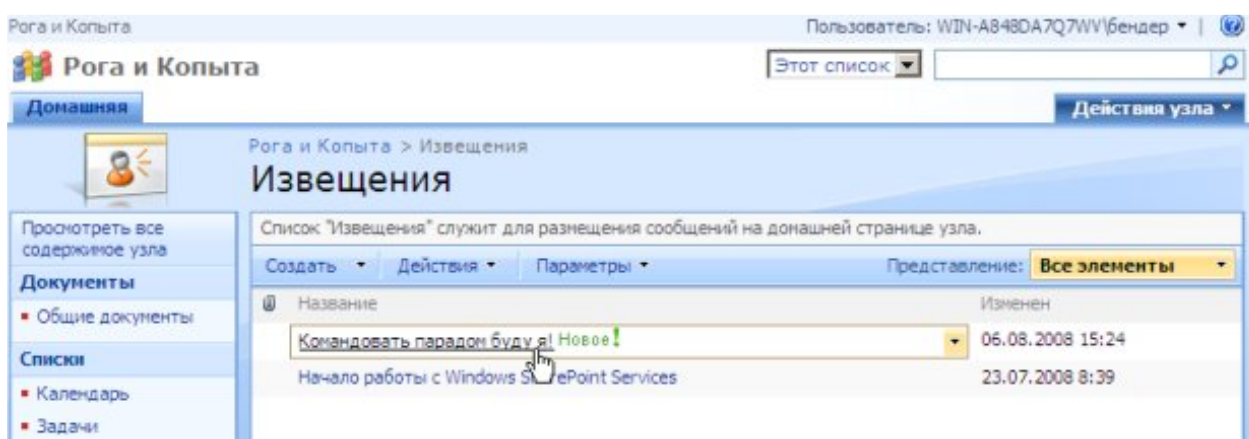 Рога и Копыта
Пользователь: WIN-A848DA7Q7WV\бендер
Рога и Копыта
Этот список
Домашняя
Действия узла
Рога и Копыта > Извещения
Извещения
Просмотреть все
содержимое узла
Документы
Общие документы
Списки
Календарь
Задачи
Список "Извещения" служит для размещения сообщений на домашней странице узла.
Создать Действия Параметры Представление: Все элементы
Название Изменен
Командовать парадом буду я! Новое! 06.08.2008 15:24
Начало работы с Windows SharePoint Services 23.07.2008 8:39